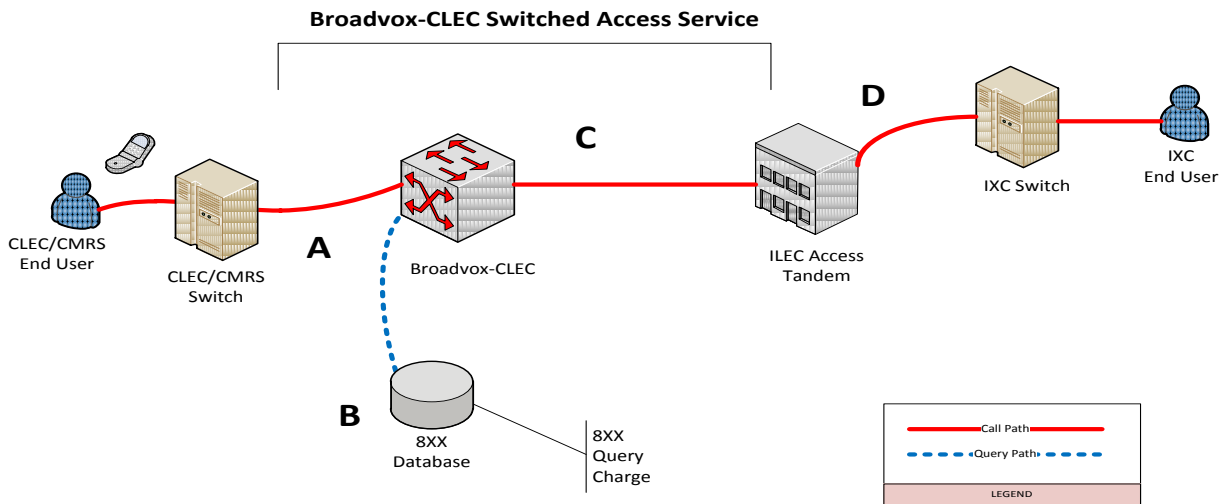 Broadvox-CLEC Switched Access Service
D
C
CLEC/CMRS
End User
CLEC/CMRS
Switch
A
Broadvox-CLEC
ILEC Access
Tandem
IXC Switch
IXC
End User
B
8XX
Database
8XX
Query
Charge
Call Path
Query Path
LEGEND